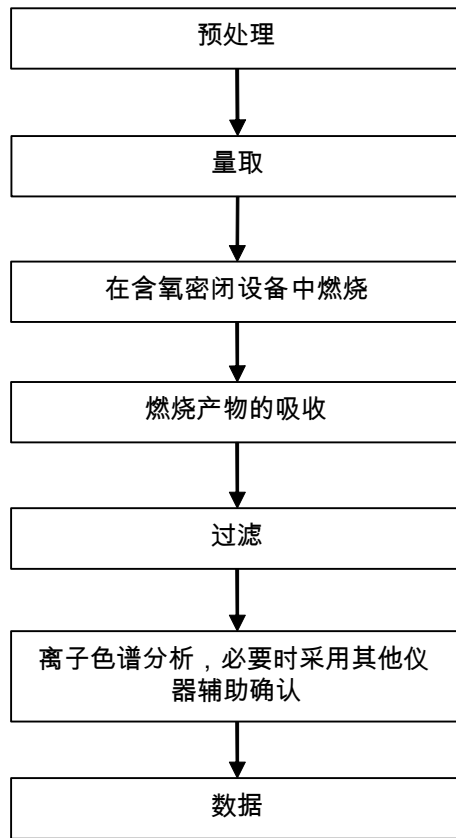 预处理
量取
在含氧密闭设备中燃烧
燃烧产物的吸收
过滤
离子色谱分析，必要时采用其他仪
器辅助确认
数据